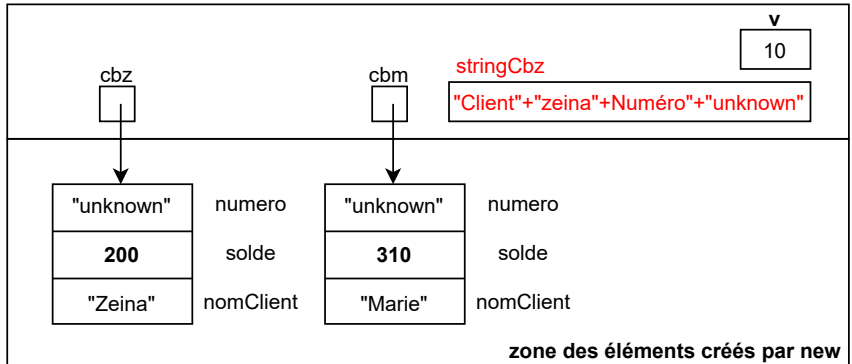 v
10
stringCbz
cbz
cbm
"Client"+"zeina"+Numéro"+"unknown"
"unknown" numero "unknown" numero
200 solde 310 solde
"Zeina" nomClient "Marie" nomClient
zone des éléments créés par new